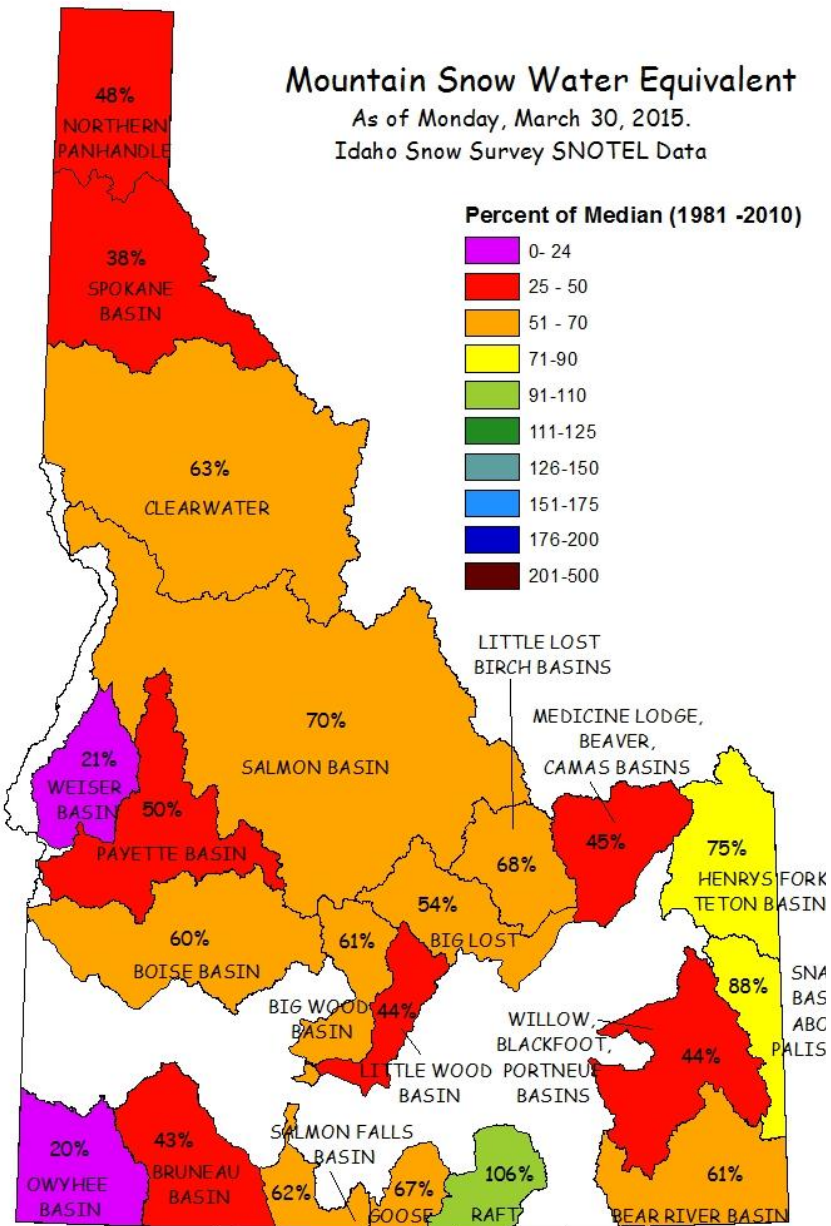 Mountain Snow Water Equivalent
As of Monday, March 30, 2015.
Idaho Snow Survey SNOTEL Data
Percent of Median (1981 -2010)
0- 24
25 - 50
51 - 70
71-90
91-110
111-125
126-150
151-175
176-200
201-500
48%
NORTHERN
PANHANDLE
38%
SPOKANE
BASIN
63%
CLEARWATER
70%
SALMON BASIN
LITTLE LOST
BIRCH BASINS
68%
MEDICINE LODGE,
BEAVER,
CAMAS BASINS
45%
21%
WEISER
BASIN
50%
PAYETTE BASIN
75%
HENRYS FORK
TETON BASIN
60%
BOISE BASIN
61%
BIG WOOD
BASIN
54%
BIG LOST
44%
LITTLE WOOD
BASIN
88%
SNA
BAS
ABO
PALIS
WILLOW,
BLACKFOOT,
PORTNEUF
BASINS
44%
20%
OWYHEE
BASIN
43%
BRUNEAU
BASIN
SALMON FALLS
BASIN
62%
67%
GOOSE
106%
RAFT
61%
BEAR RIVER BASIN